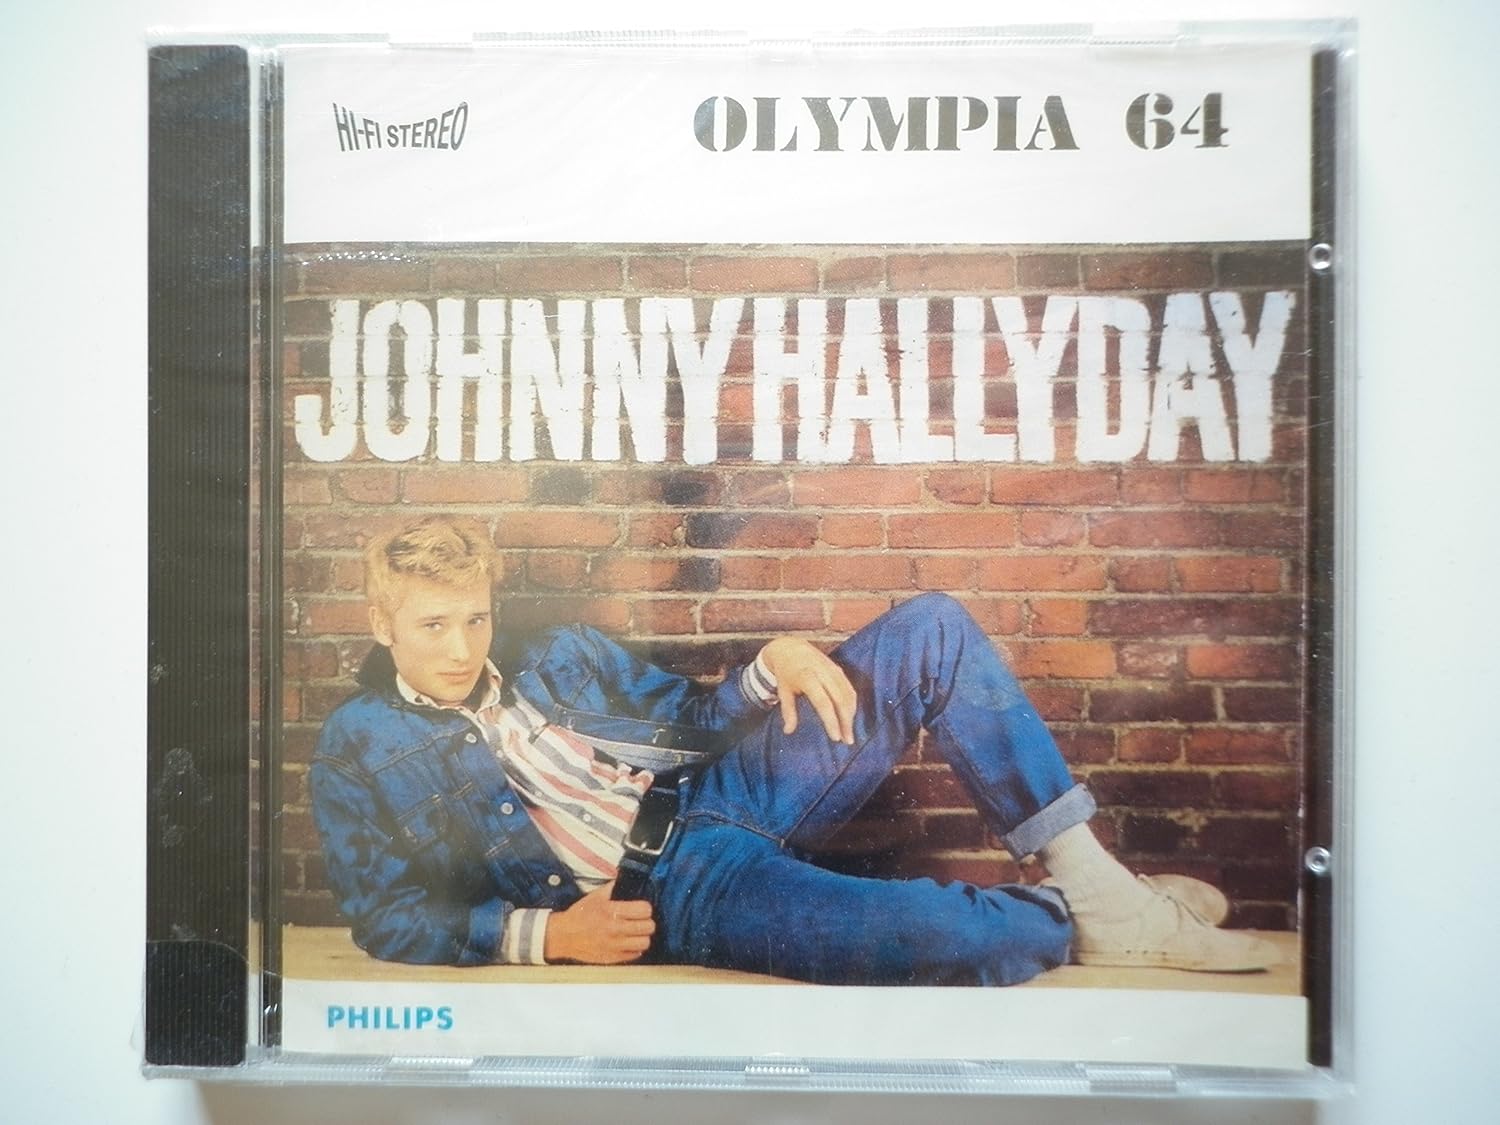 HI-FI STEREO
OLYMPIA 64
JOHNNY HALLYDAY
PHILIPS